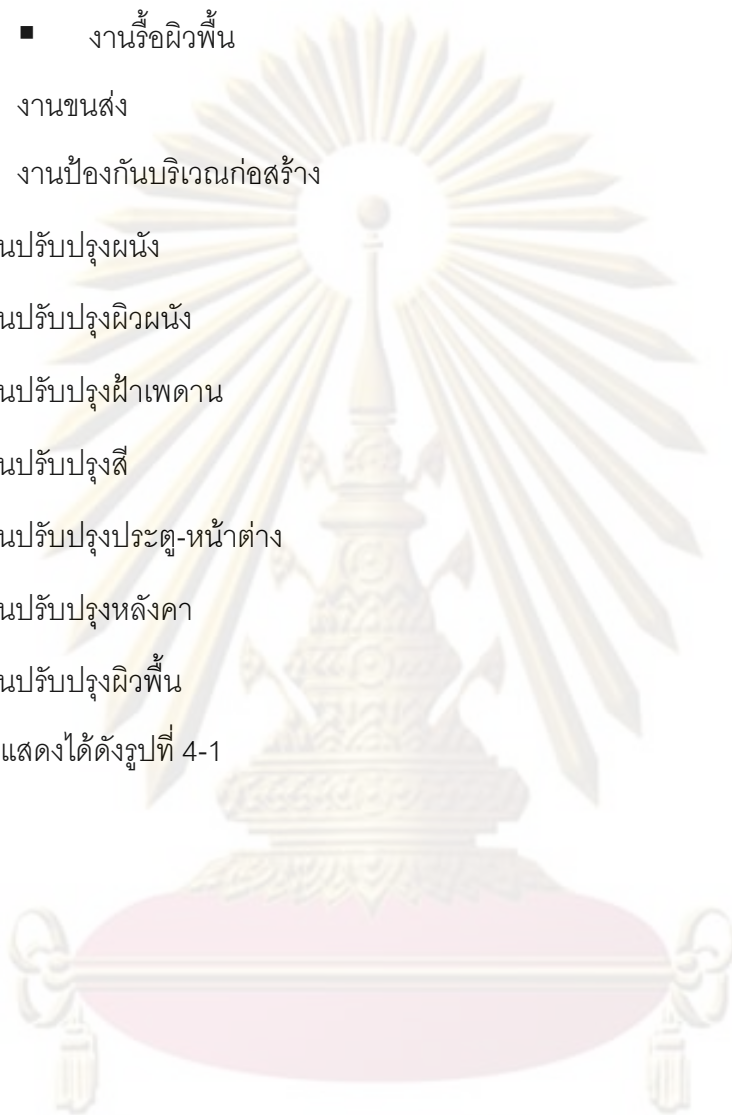 ▪ งานรื้อผิวพื้น
งานขนส่ง
งานป้องกันบริเวณก่อสร้าง
นปรับปรุงผนัง
นปรับปรุงผิวผนัง
นปรับปรุงฝ้าเพดาน
นปรับปรุงสี
นปรับปรุงประตู-หน้าต่าง
นปรับปรุงหลังคา
นปรับปรุงผิวพื้น
แสดงได้ดังรูปที่ 4-1